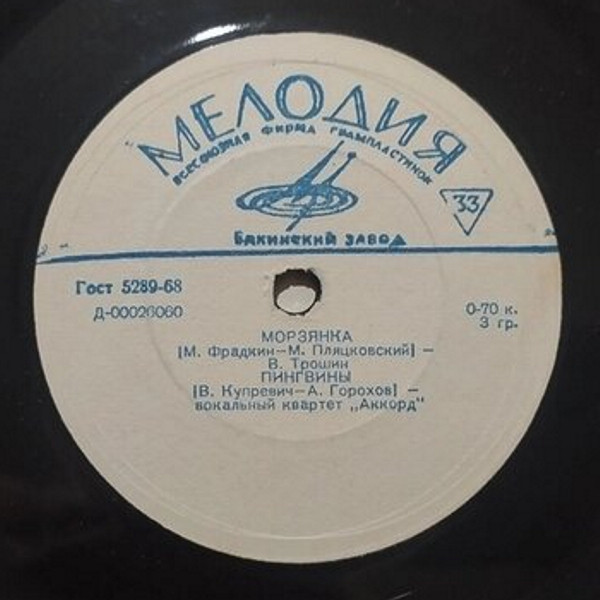 МЕЛОДИЯ
ВСЕСОЮЗНАЯ ФИРМА ГРАМПЛАСТИНОК
33
Бакинский ЗАВОД
Гост 5289-68
Д-00026060
0-70 к.
3 гр.
МОРЗЯНКА
[М. Фрадкин—М. Пляцковский] —
В. Трошин
ПИНГВИНЫ
[В. Купревич—А. Горохов] —
вокальный квартет „Аккорд"